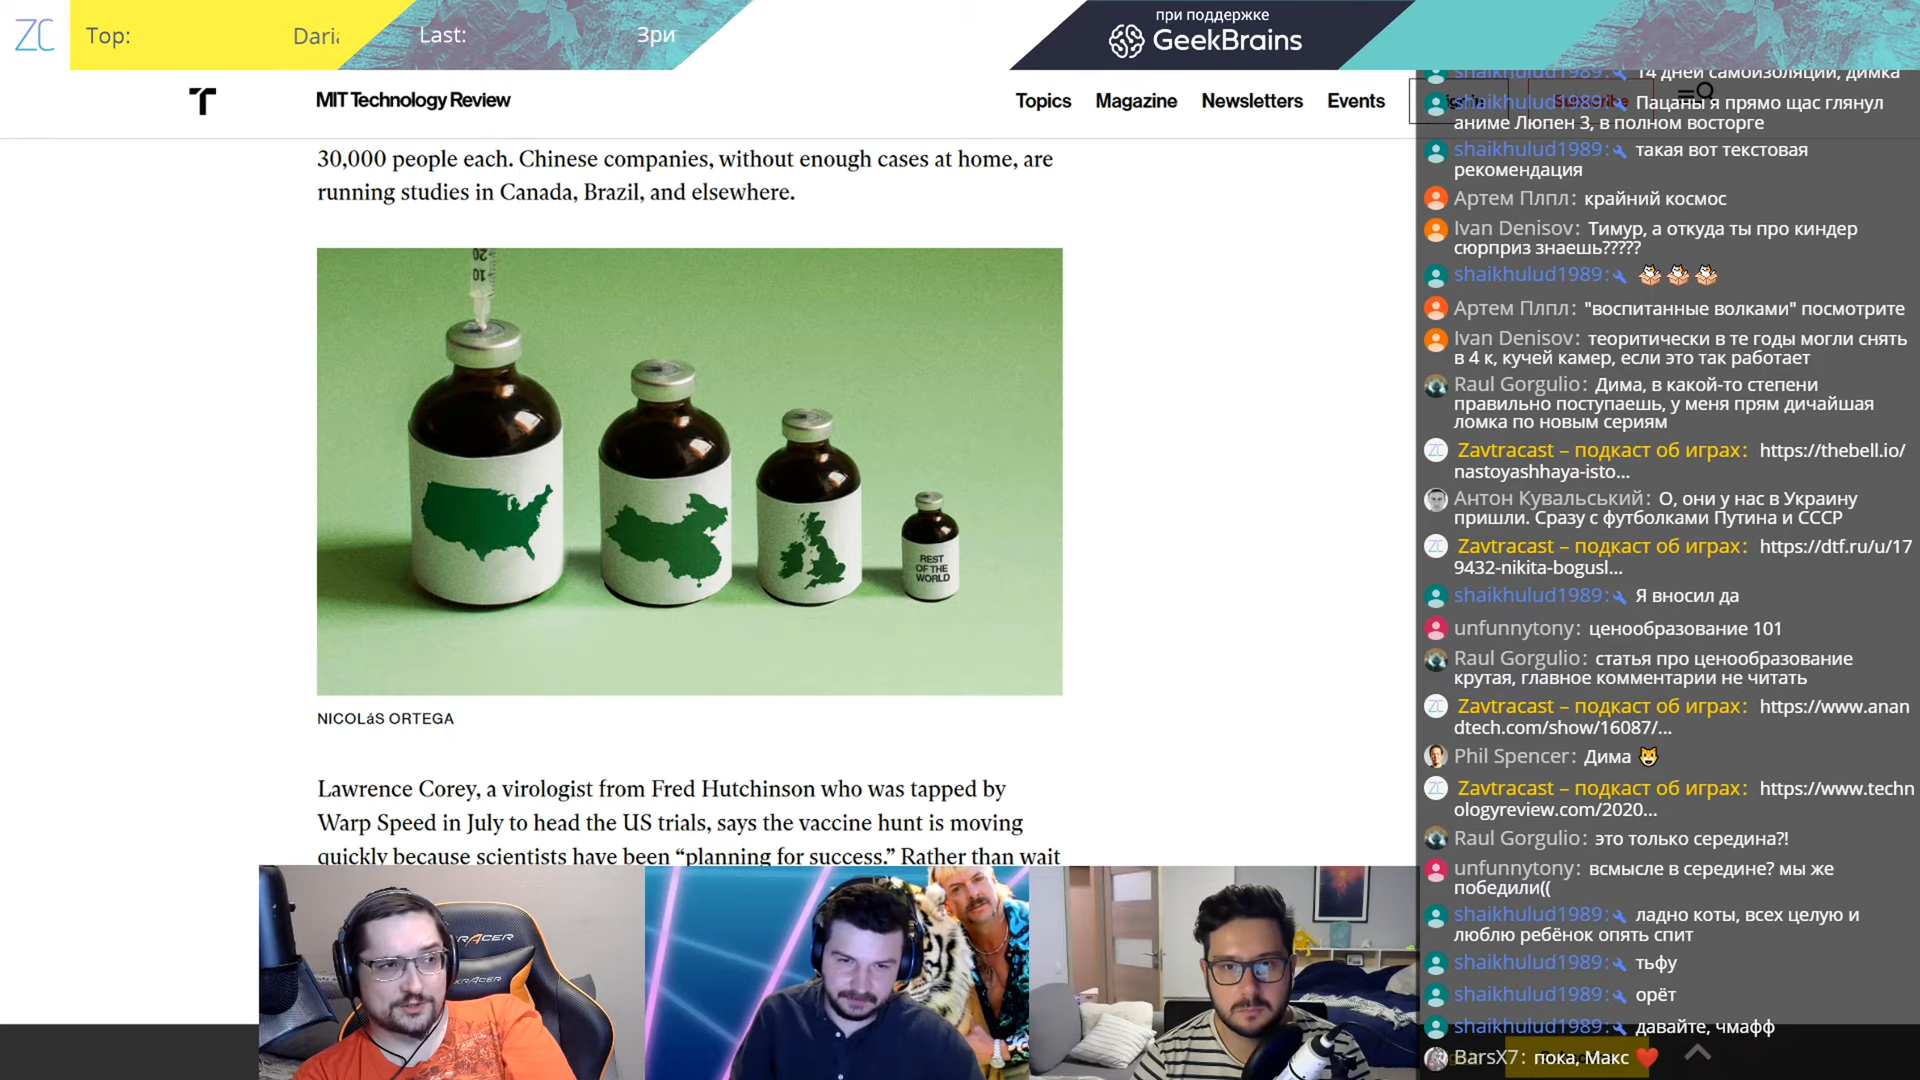 ZC
Top:
Daria
Last:
Зри
при поддержке
GeekBrains
MIT Technology Review
Topics
Magazine
Newsletters
Events
30,000 people each. Chinese companies, without enough cases at home, are
running studies in Canada, Brazil, and elsewhere.
20
10
REST
OF THE
WORLD
NICOLáS ORTEGA
Lawrence Corey, a virologist from Fred Hutchinson who was tapped by
Warp Speed in July to head the US trials, says the vaccine hunt is moving
quickly because scientists have been “planning for success.” Rather than wait
shaikhulud1989: 14 дней самоизоляции, димка
shaikhulud1989: Пацаны я прямо щас глянул
аниме Люпен 3, в полном восторге
shaikhulud1989: такая вот текстовая
рекомендация
Артем Плпл: крайний космос
Ivan Denisov: Тимур, а откуда ты про киндер
сюрприз знаешь?????
shaikhulud1989:
Артем Плпл: "воспитанные волками" посмотрите
Ivan Denisov: теоритически в те годы могли снять
в 4 к, кучей камер, если это так работает
Raul Gorgulio: Дима, в какой-то степени
правильно поступаешь, у меня прям дичайшая
ломка по новым сериям
Zavtracast – подкаст об играх: https://thebell.io/
nastoyashhaya-isto...
Антон Кувальський: О, они у нас в Украину
пришли. Сразу с футболками Путина и СССР
Zavtracast – подкаст об играх: https://dtf.ru/u/17
9432-nikita-bogusl...
shaikhulud1989: Я вносил да
unfunnytony: ценообразование 101
Raul Gorgulio: статья про ценообразование
крутая, главное комментарии не читать
Zavtracast – подкаст об играх: https://www.anan
dtech.com/show/16087/...
Phil Spencer: Дима
Zavtracast – подкаст об играх: https://www.techn
ologyreview.com/2020...
Raul Gorgulio: это только середина?!
unfunnytony: всмысле в середине? мы же
победили((
shaikhulud1989: ладно коты, всех целую и
люблю ребёнок опять спит
shaikhulud1989: тьфу
shaikhulud1989: орёт
shaikhulud1989: давайте, чмафф
BarsX7: пока, Макс